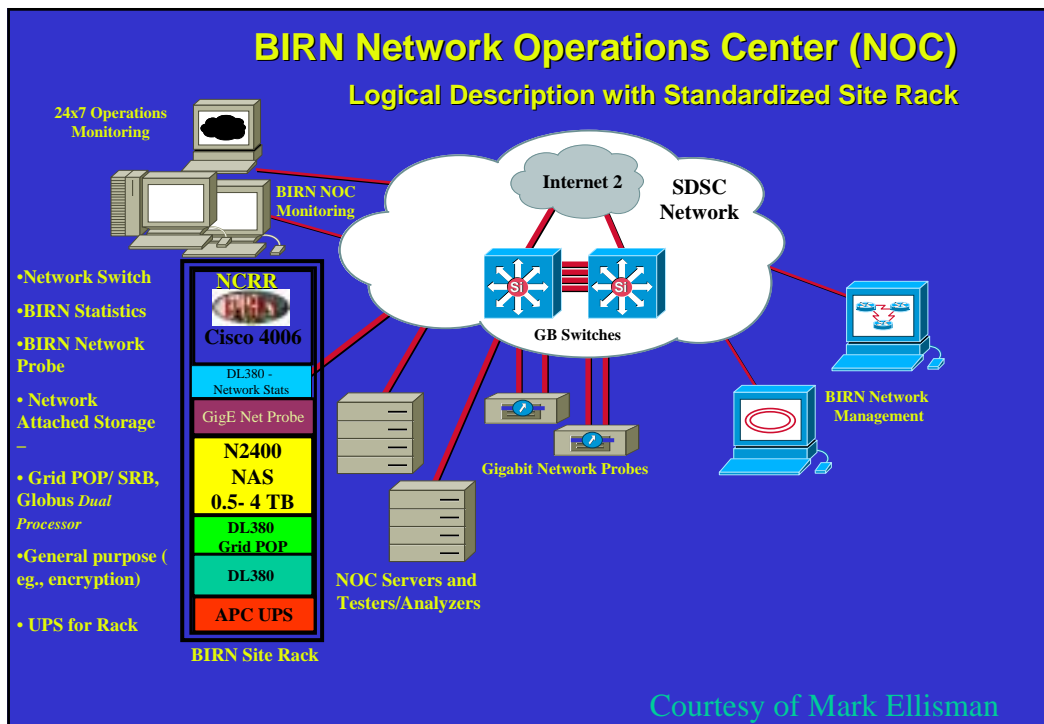 BIRN Network Operations Center (NOC)
Logical Description with Standardized Site Rack
24x7 Operations
Monitoring
BIRN NOC
Monitoring
Internet 2
SDSC
Network
Si
Si
GB Switches
•Network Switch
•BIRN Statistics
•BIRN Network
Probe
• Network
Attached Storage
–
• Grid POP/ SRB,
Globus Dual
Processor
•General purpose (
eg., encryption)
• UPS for Rack
NCRR
Cisco 4006
DL380 -
Network Stats
GigE Net Probe
N2400
NAS
0.5- 4 TB
DL380
Grid POP
DL380
APC UPS
BIRN Site Rack
NOC Servers and
Testers/Analyzers
Gigabit Network Probes
BIRN Network
Management
Courtesy of Mark Ellisman